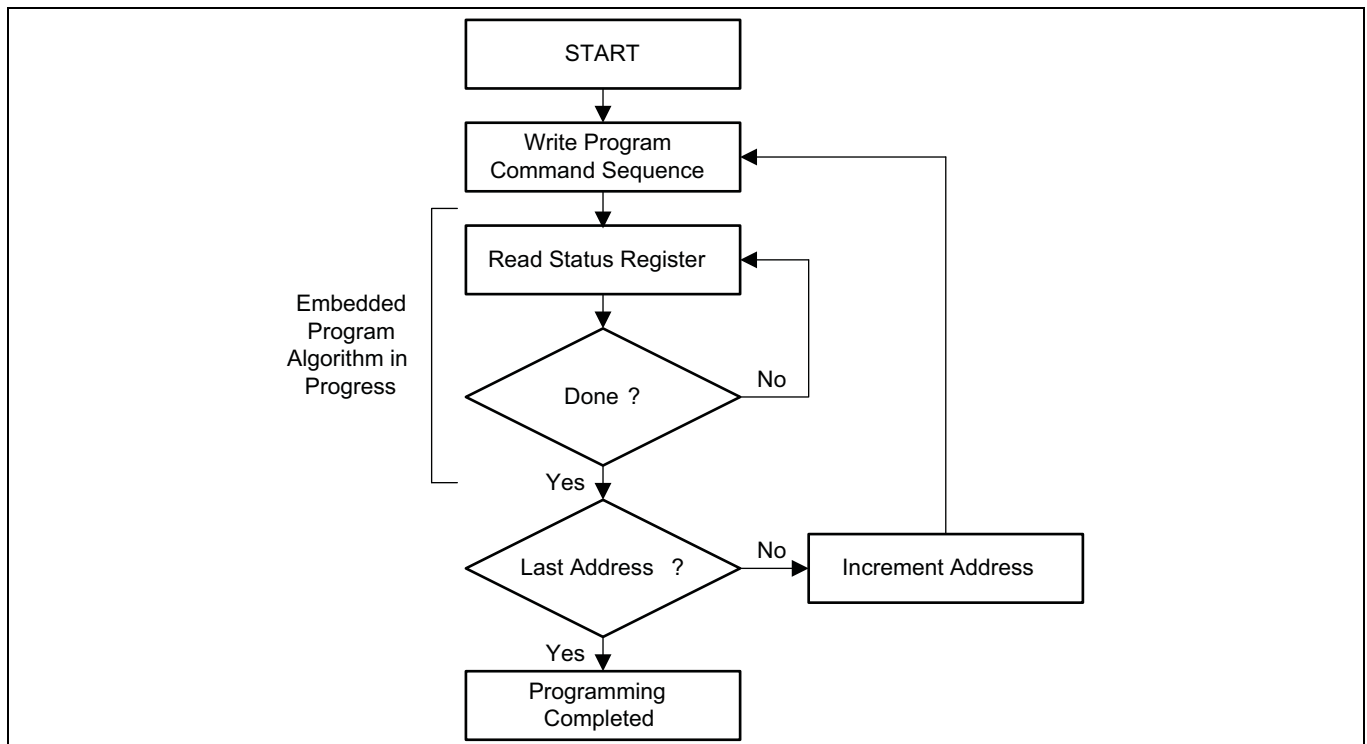 START
Write Program
Command Sequence
Read Status Register
Embedded
Program
Algorithm in
Progress
Done ?
No
Yes
Last Address ?
No
Increment Address
Yes
Programming
Completed